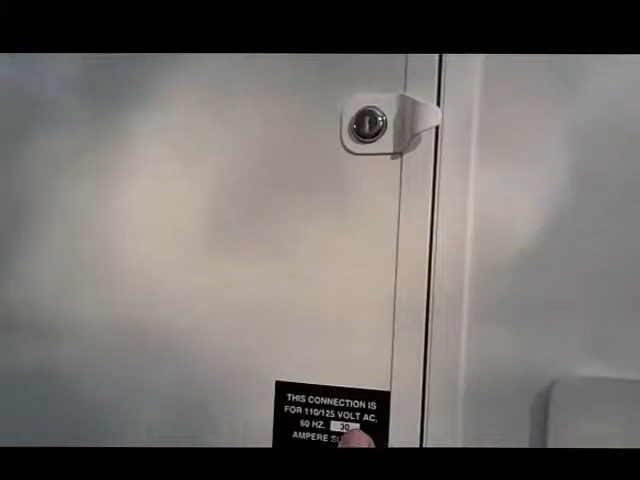 THIS CONNECTION IS
FOR 110/125 VOLT AC,
60 HZ. 30
AMPERE